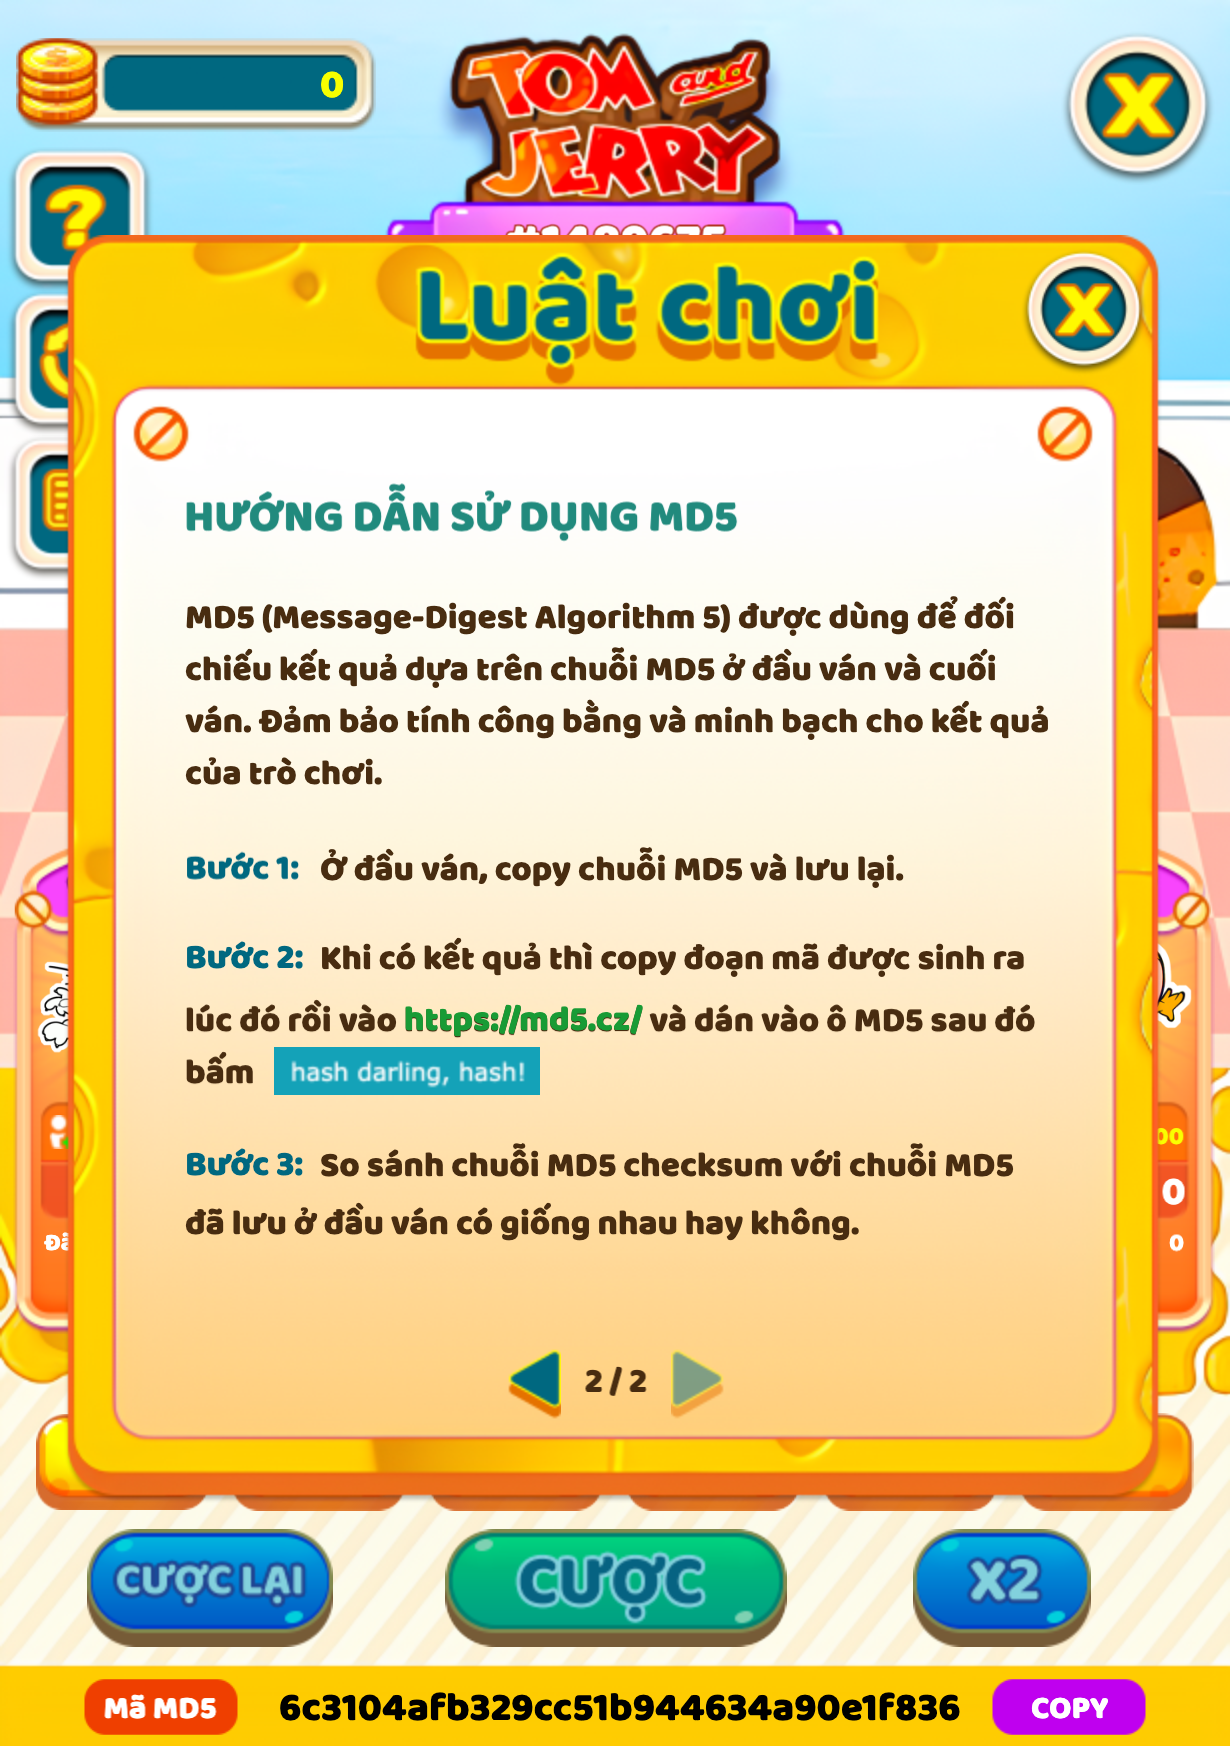 0
TOM and
JERRY
?
X
Luật chơi
X
HƯỚNG DẪN SỬ DỤNG MD5
MD5 (Message-Digest Algorithm 5) được dùng để đối
chiếu kết quả dựa trên chuỗi MD5 ở đầu ván và cuối
ván. Đảm bảo tính công bằng và minh bạch cho kết quả
của trò chơi.
Bước 1: Ở đầu ván, copy chuỗi MD5 và lưu lại.
Bước 2: Khi có kết quả thì copy đoạn mã được sinh ra
lúc đó rồi vào https://md5.cz/ và dán vào ô MD5 sau đó
bấm hash darling, hash!
Bước 3: So sánh chuỗi MD5 checksum với chuỗi MD5
đã lưu ở đầu ván có giống nhau hay không.
00
0
0
2 / 2
CƯỢC LẠI
CƯỢC
X2
Mã MD5 6c3104afb329cc51b944634a90e1f836 COPY